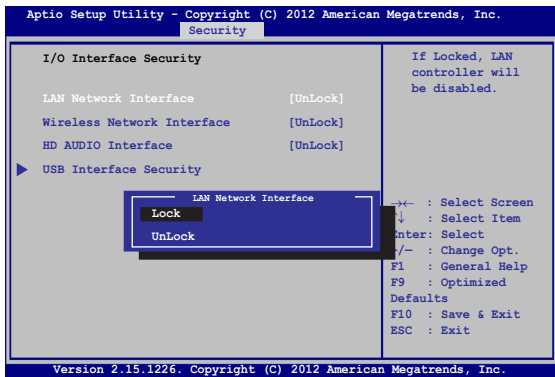 Aptio Setup Utility - Copyright (C) 2012 American Megatrends, Inc.
Security
I/O Interface Security
LAN Network Interface [UnLock]
Wireless Network Interface [UnLock]
HD AUDIO Interface [UnLock]
USB Interface Security
If Locked, LAN
controller will
be disabled.
LAN Network Interface
Lock
UnLock
→← : Select Screen
↓ : Select Item
Enter: Select
/— : Change Opt.
F1 : General Help
F9 : Optimized
Defaults
F10 : Save & Exit
ESC : Exit
Version 2.15.1226. Copyright (C) 2012 American Megatrends, Inc.